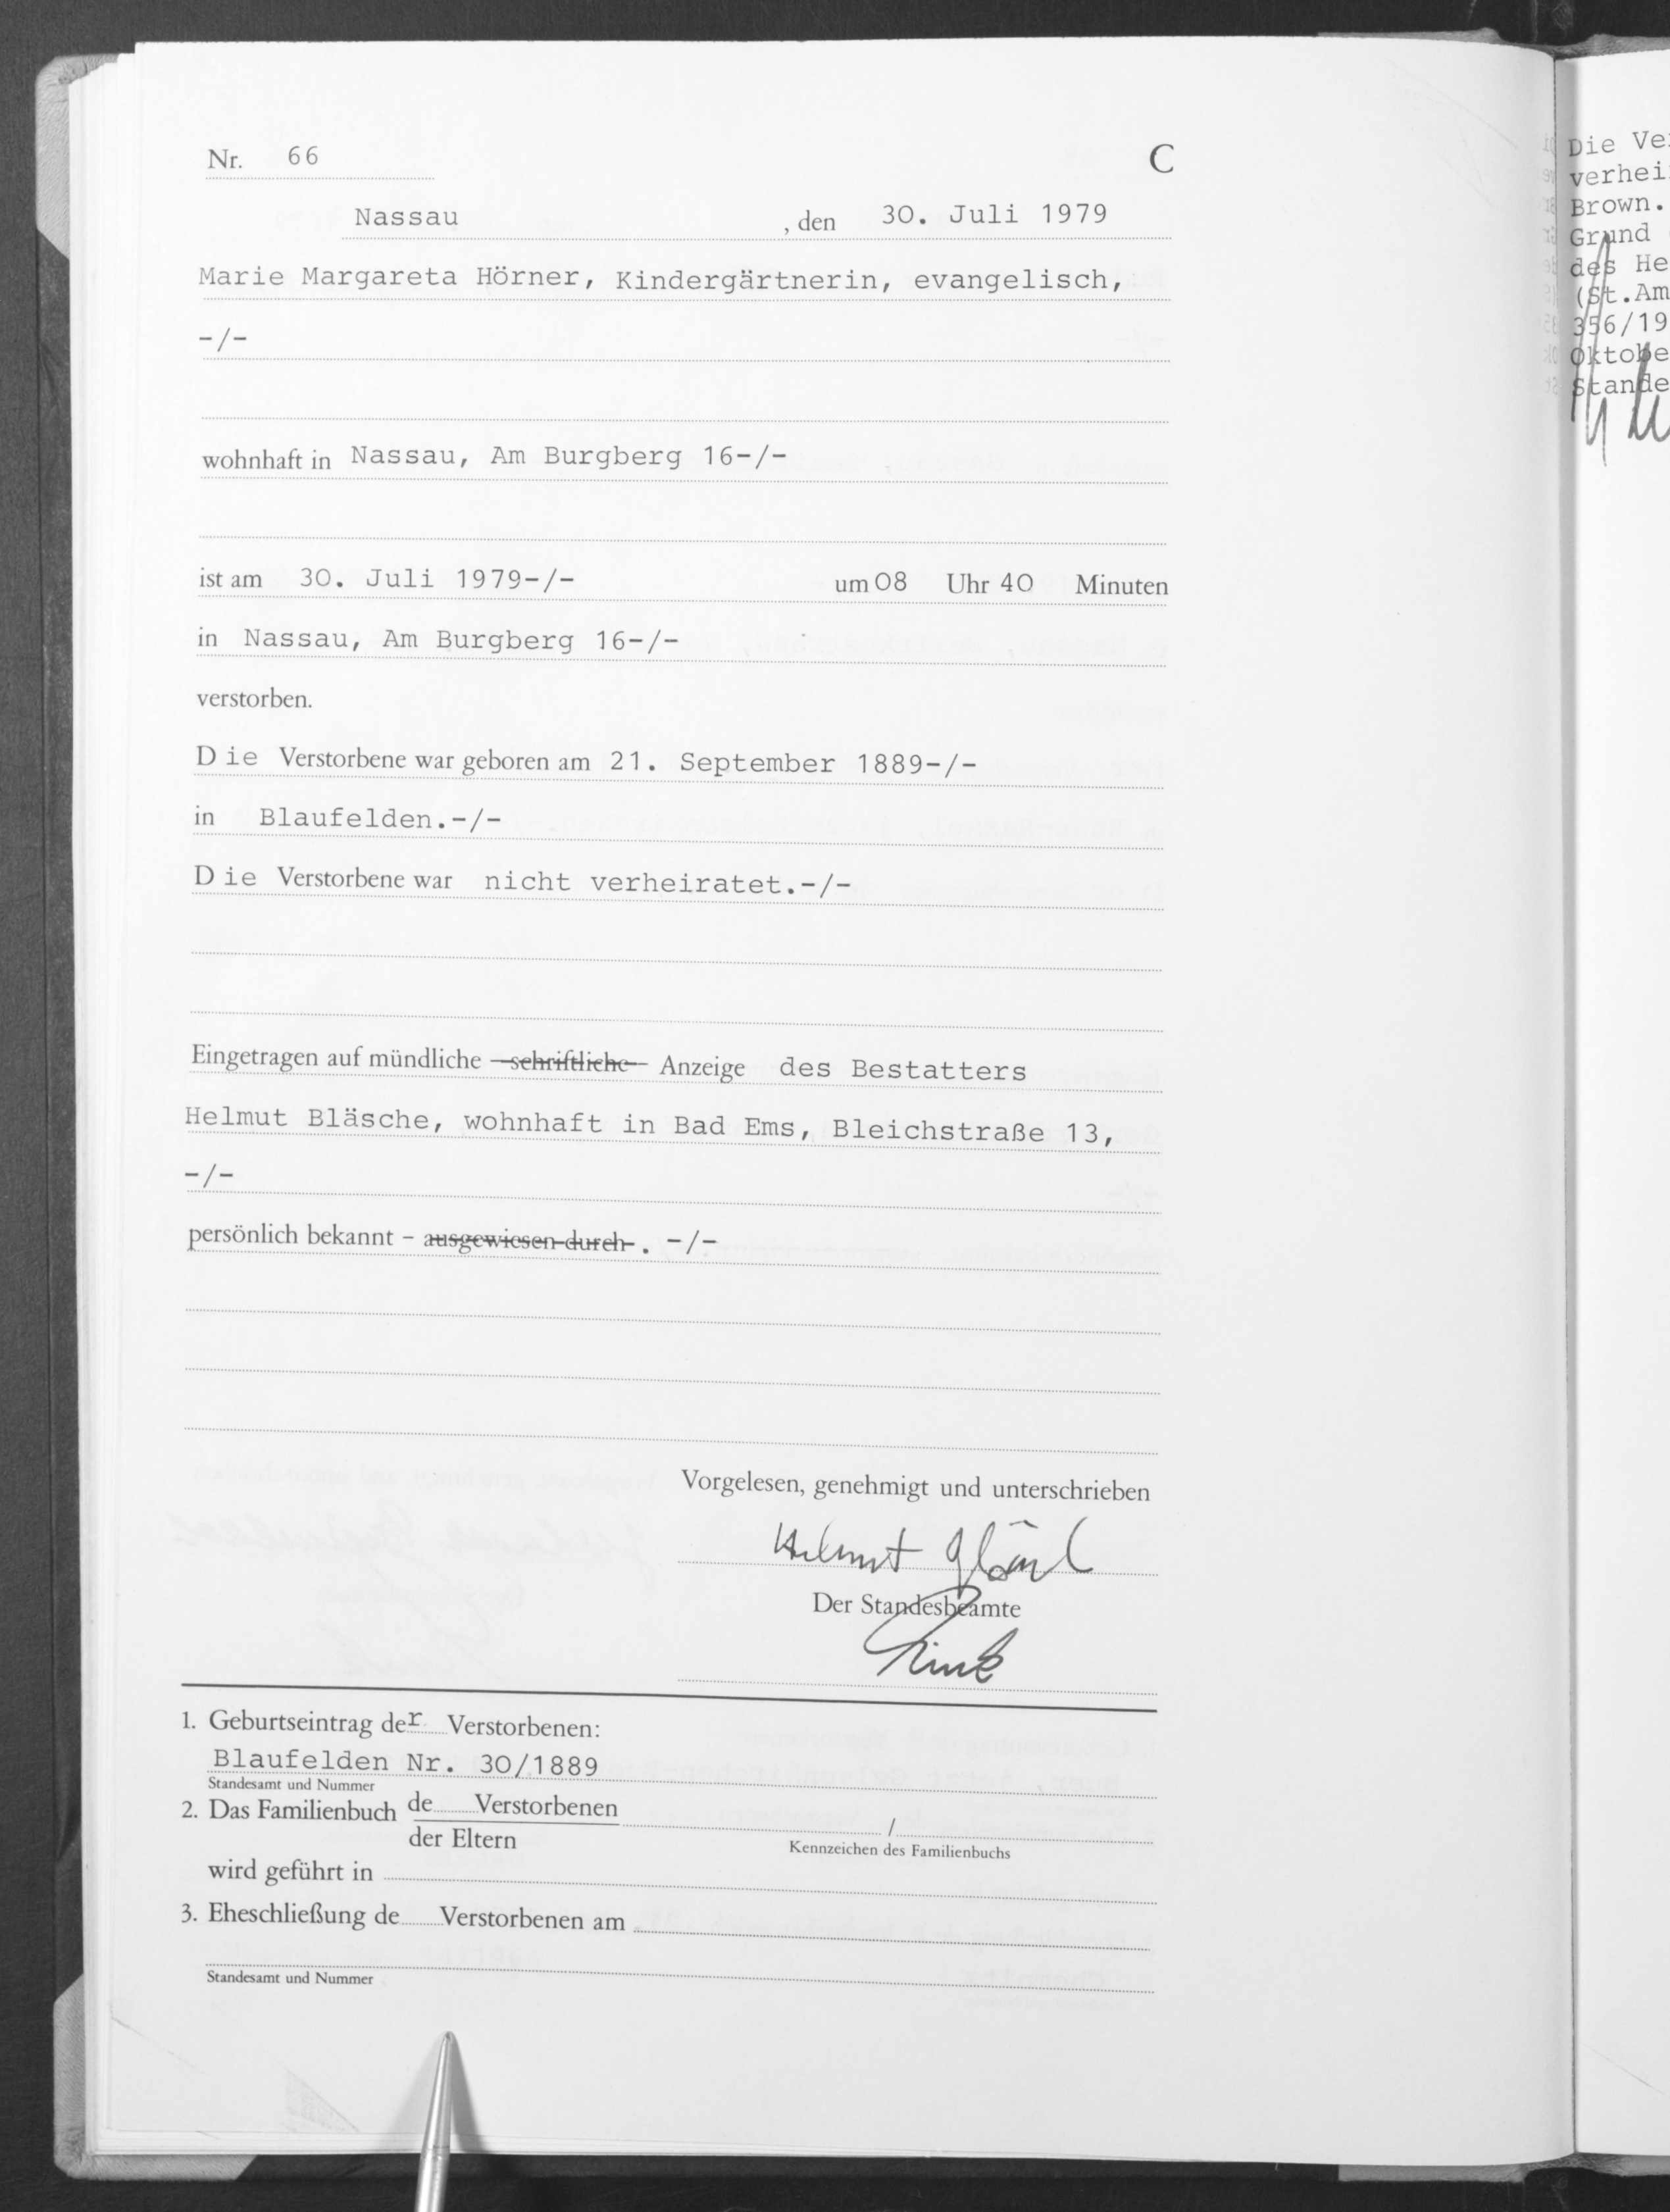 Nr. 66 C
Nassau , den 30. Juli 1979
Marie Margareta Hörner, Kindergärtnerin, evangelisch,
-/-
wohnhaft in Nassau, Am Burgberg 16-/-
ist am 30. Juli 1979-/- um 08 Uhr 40 Minuten
in Nassau, Am Burgberg 16-/-
verstorben.
Die Verstorbene war geboren am 21. September 1889-/-
in Blaufelden.-/-
Die Verstorbene war nicht verheiratet.-/-
Eingetragen auf mündliche schriftliche Anzeige des Bestatters
Helmut Bläsche, wohnhaft in Bad Ems, Bleichstraße 13,
-/-
persönlich bekannt - ausgewiesen durch . -/-
Vorgelesen, genehmigt und unterschrieben
Helmut
Der Standesbeamte
1. Geburtseintrag der Verstorbenen:
Blaufelden Nr. 30/1889
Standesamt und Nummer
2. Das Familienbuch de Verstorbenen
/
der Eltern
Kennzeichen des Familienbuchs
wird geführt in
3. Eheschließung de Verstorbenen am
Standesamt und Nummer
Die Ve
verhei
Brown.
Grund
des He
(St.Am
356/19
Oktobe
Stande